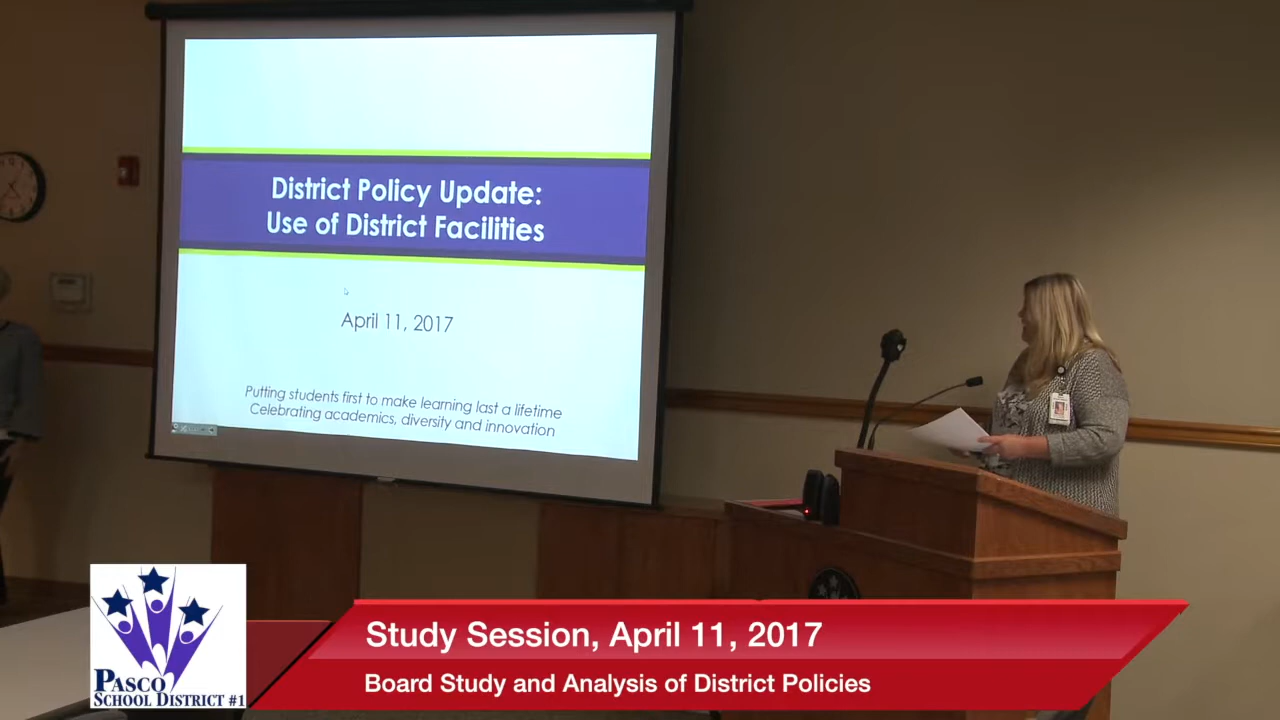 District Policy Update:
Use of District Facilities
April 11, 2017
Putting students first to make learning last a lifetime
Celebrating academics, diversity and innovation
Study Session, April 11, 2017
Board Study and Analysis of District Policies
PASCO
SCHOOL DISTRICT #1